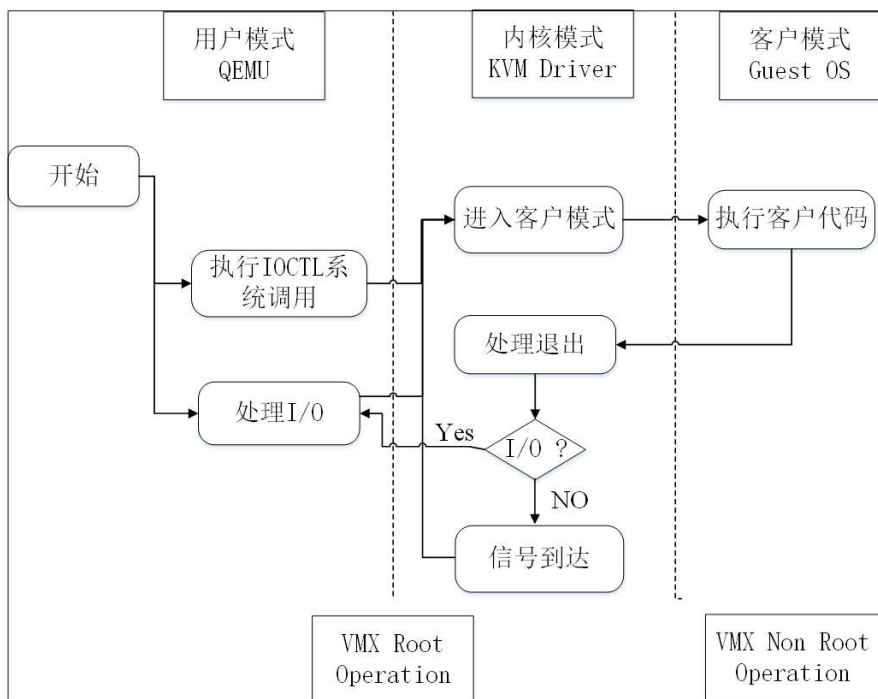 用户模式
QEMU
内核模式
KVM Driver
客户模式
Guest OS
开始
进入客户模式
执行客户代码
执行IOCTL系
统调用
处理退出
处理I/O
Yes
I/O ?
NO
信号到达
VMX Root
Operation
VMX Non Root
Operation